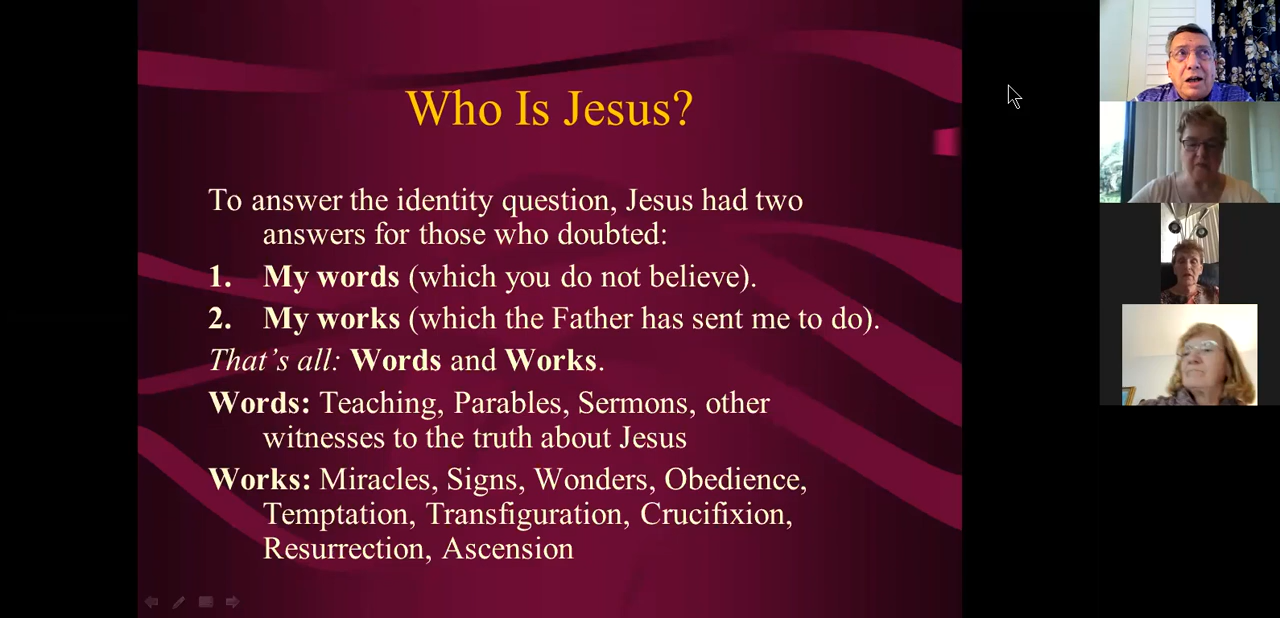 Who Is Jesus?
To answer the identity question, Jesus had two
answers for those who doubted:
1. My words (which you do not believe).
2. My works (which the Father has sent me to do).
That’s all: Words and Works.
Words: Teaching, Parables, Sermons, other
witnesses to the truth about Jesus
Works: Miracles, Signs, Wonders, Obedience,
Temptation, Transfiguration, Crucifixion,
Resurrection, Ascension